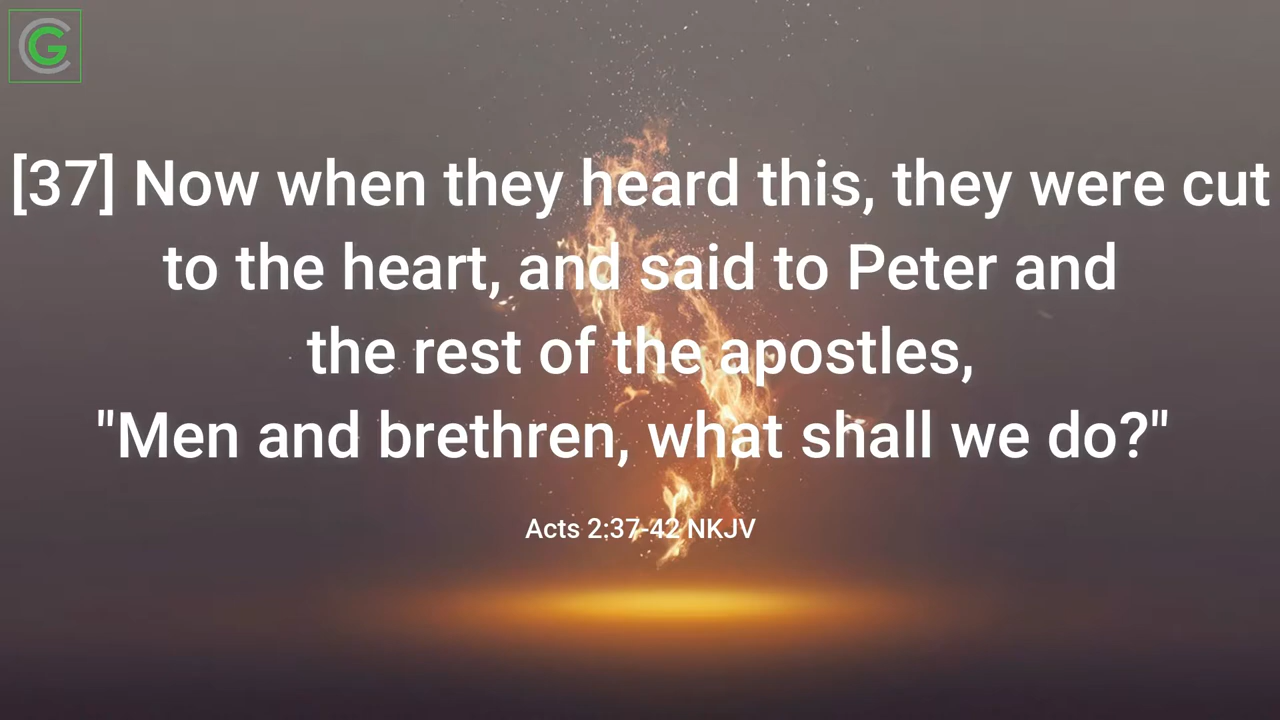 [37] Now when they heard this, they were cut
to the heart, and said to Peter and
the rest of the apostles,
"Men and brethren, what shall we do?"
Acts 2:37-42 NKJV